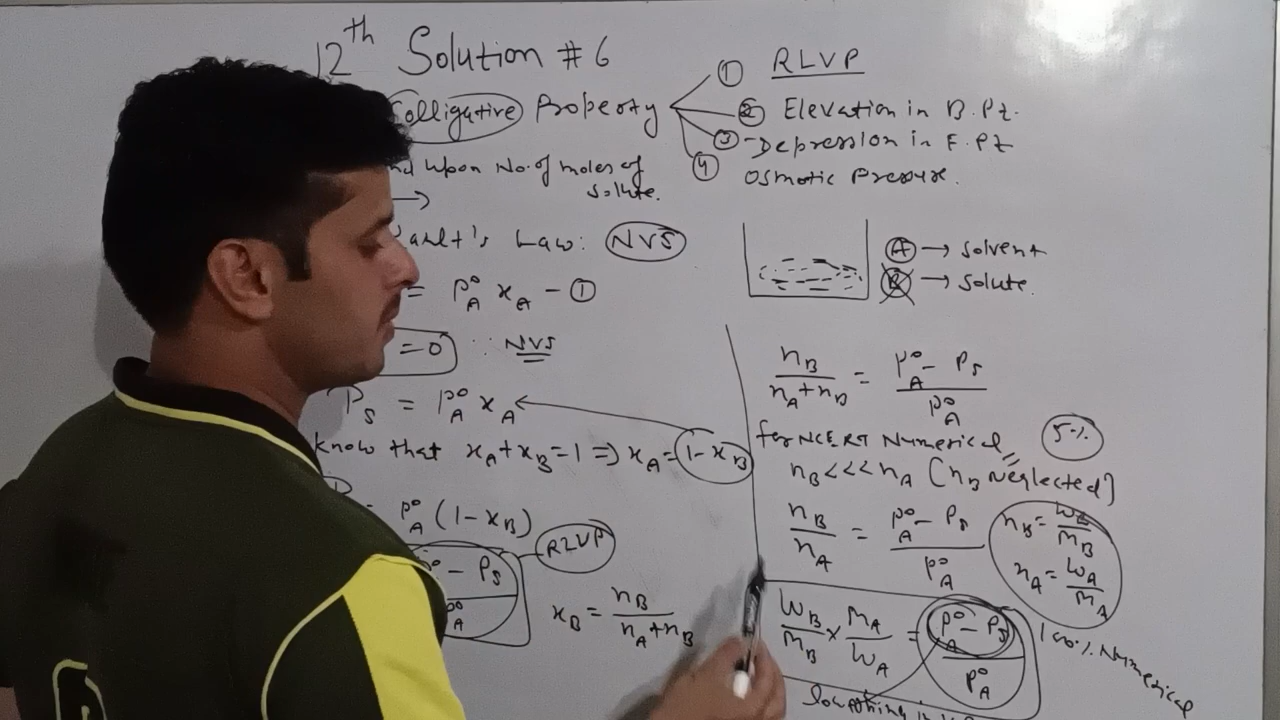 12th Solution # 6
Colligative Property
① RLVP
② Elevation in B.Pt.
③ - Depression in F.Pt
④ Osmotic Pressure.
upon No. of moles of
solute.
→
Law: NVS
= P°A xA - ①
= 0 ∵ NVS
Ps = P°A xA
know that xA + xB = 1 ⇒ xA = 1 - xB
P°A (1 - xB)
- Ps
RLVP
xB = nB / (nA + nB)
A → solvent
B → solute.
nB / (nA + nB) = (P°A - Ps) / P°A
for NCERT Numerical 5%
nB <<< nA (nB Neglected)
nB / nA = (P°A - Ps) / P°A
nB = WB / MB
nA = WA / MA
WB / MB × MA / WA = (P°A - Ps) / P°A
100% Numerical